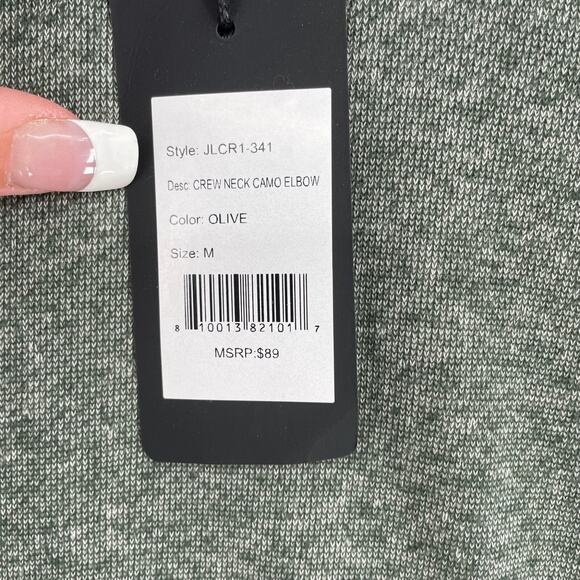 Style: JLCR1-341
Desc: CREW NECK CAMO ELBOW
Color: OLIVE
Size: M
8 10013 82101 7
MSRP:$89